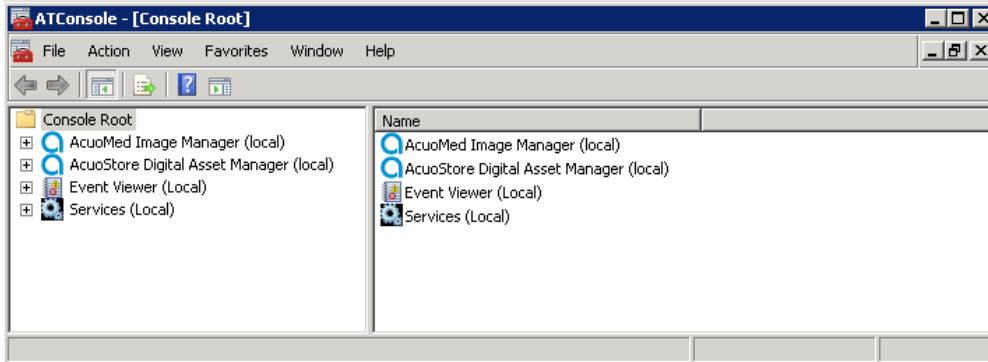 ATConsole - [Console Root]
File Action View Favorites Window Help
Console Root
AcuoMed Image Manager (local)
AcuoStore Digital Asset Manager (local)
Event Viewer (Local)
Services (Local)
Name
AcuoMed Image Manager (local)
AcuoStore Digital Asset Manager (local)
Event Viewer (Local)
Services (Local)